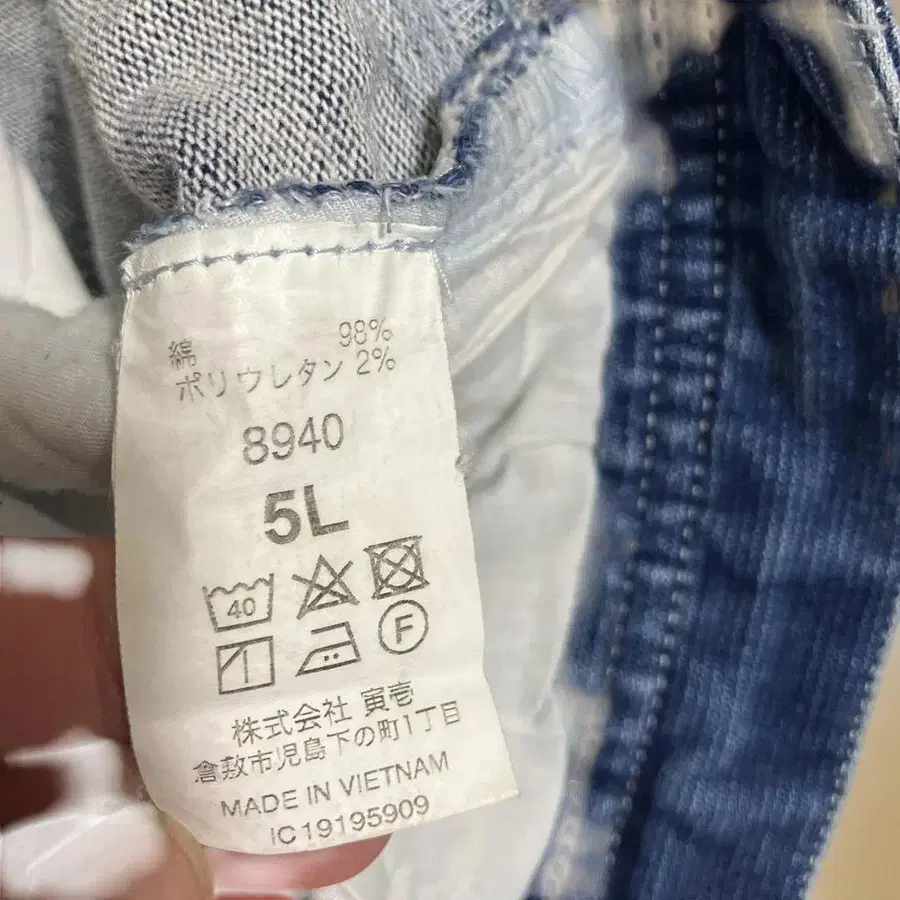 綿 98%
ポリウレタン 2%
8940
5L
40
F
株式会社 寅壱
倉敷市児島下の町1丁目
MADE IN VIETNAM
IC19195909